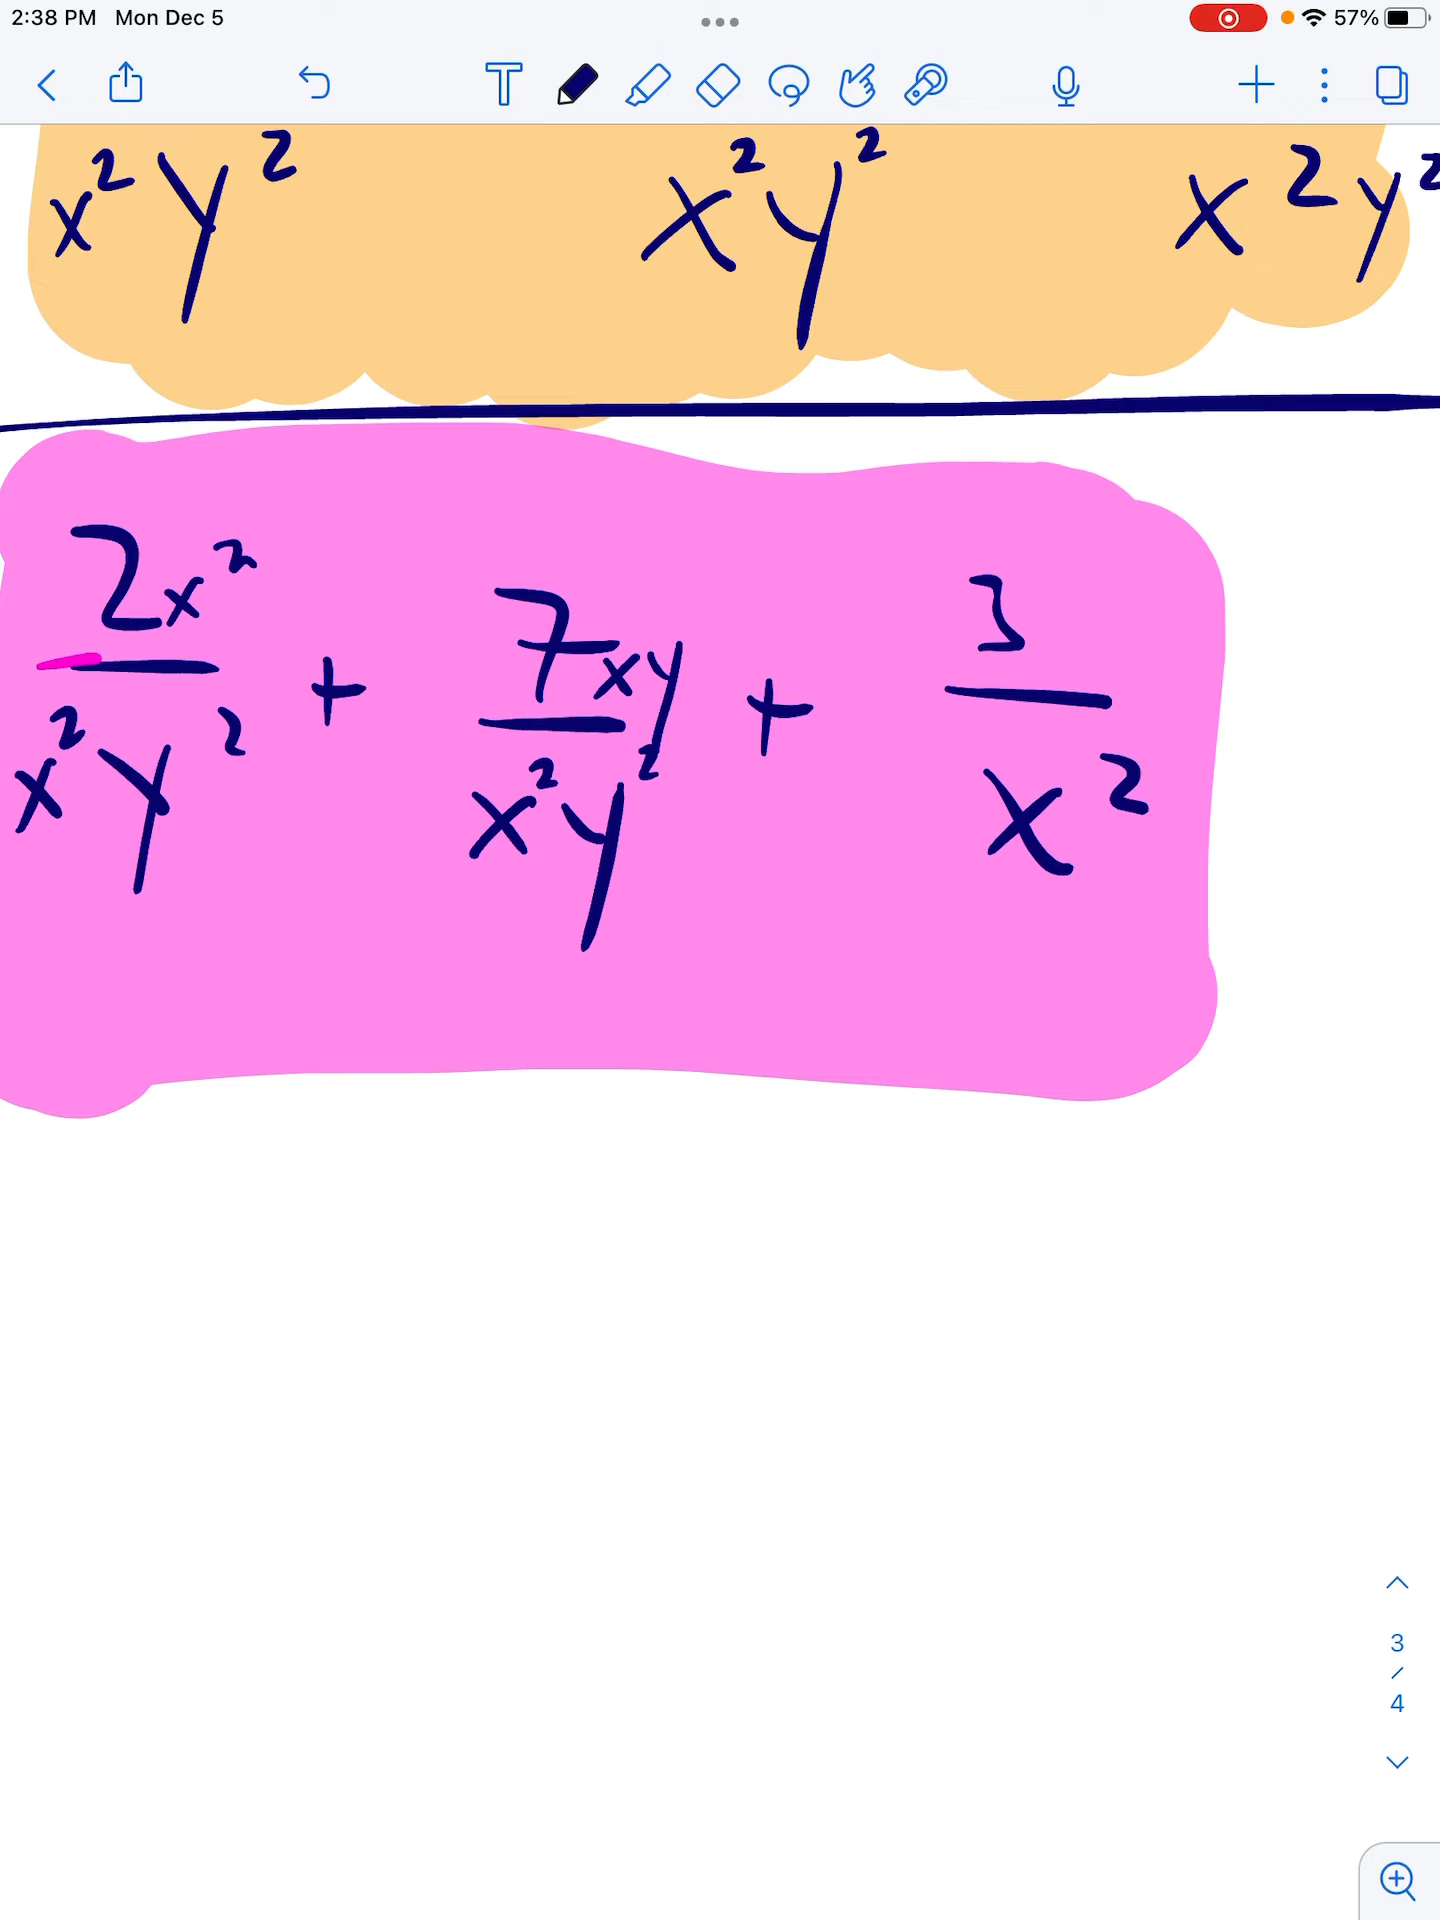 2:38 PM Mon Dec 5 57%
T
x²y² x²y² x²y²
2x² + 7xy + 3
x²y² x²y² x²
3
/
4